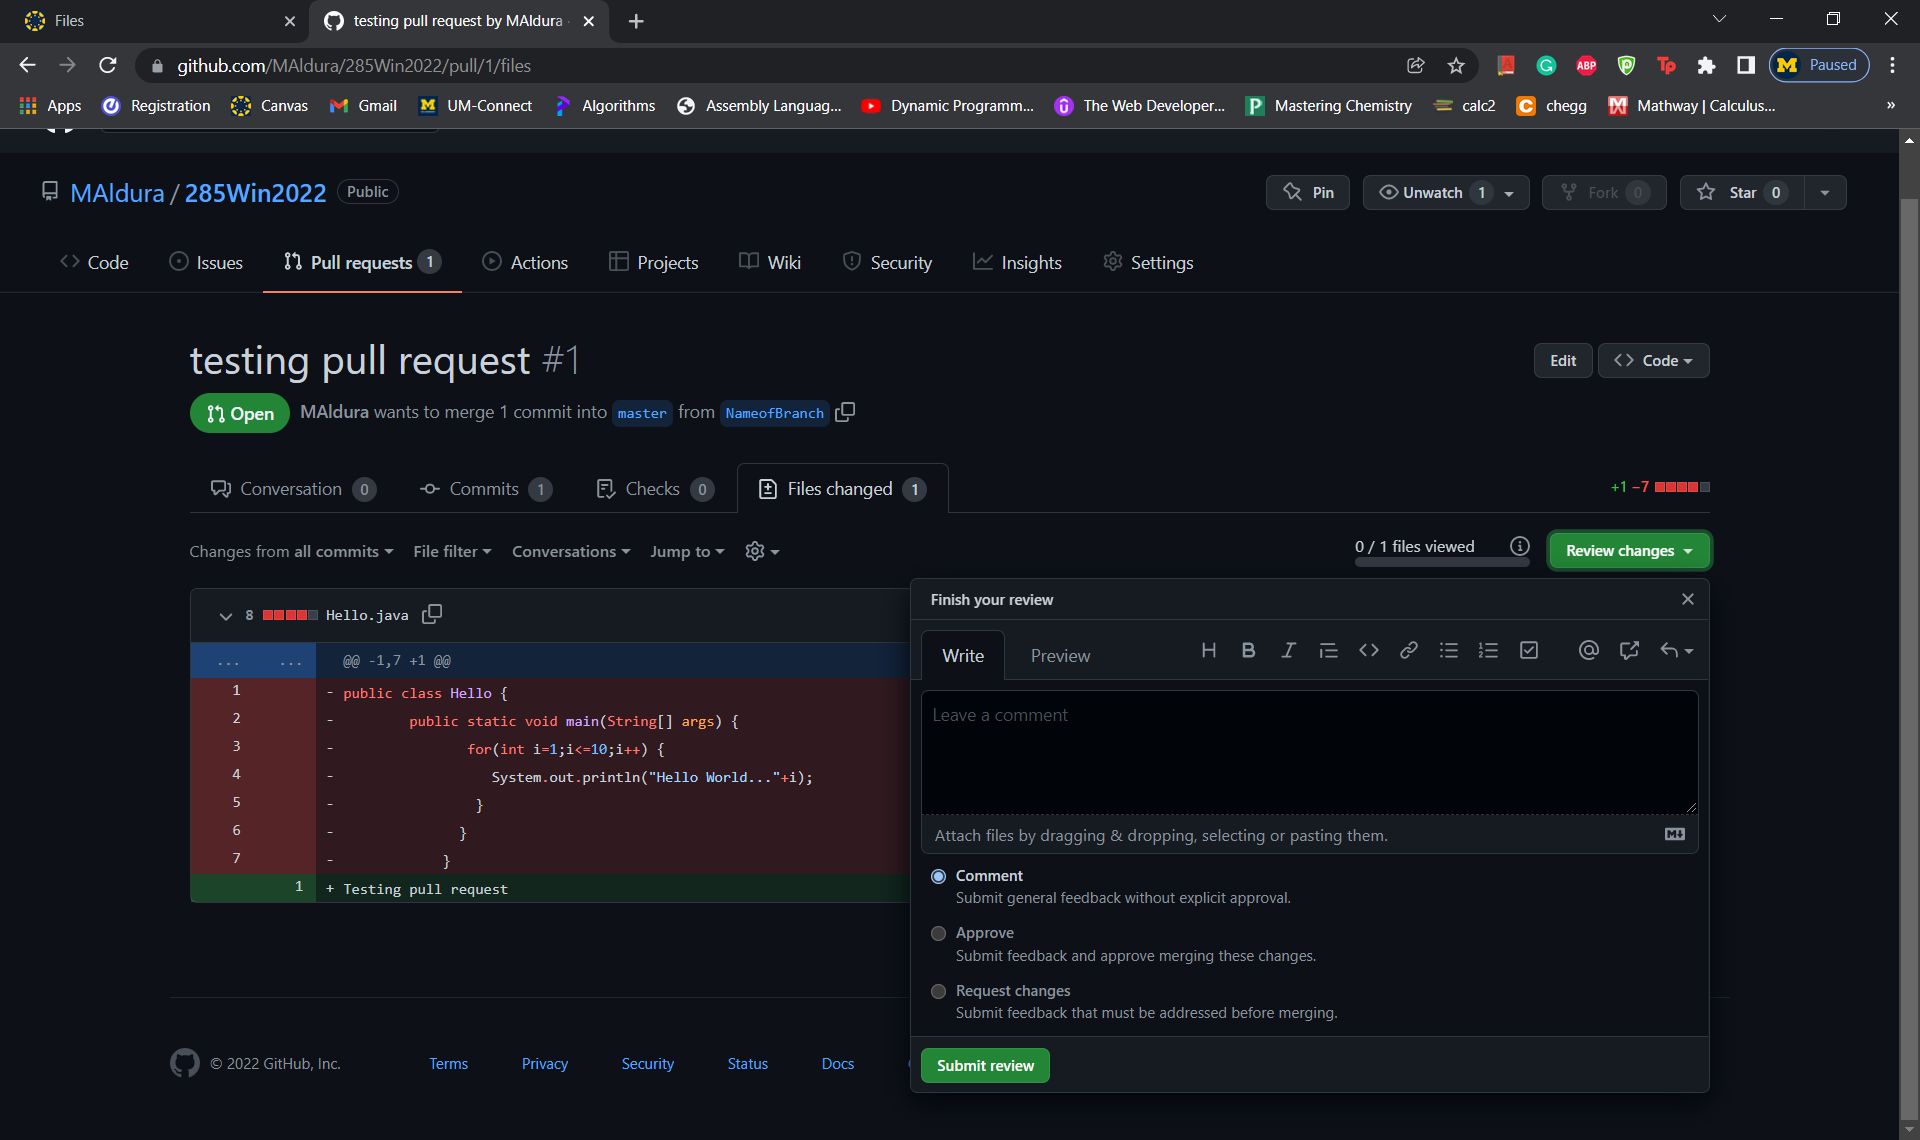 Files
testing pull request by MAldura
github.com/MAldura/285Win2022/pull/1/files
ABP
Tp
M Paused
Apps Registration Canvas Gmail UM-Connect Algorithms Assembly Languag... Dynamic Programm... The Web Developer... Mastering Chemistry calc2 chegg Mathway | Calculus... »
MAldura / 285Win2022 Public
Pin Unwatch 1 Fork 0 Star 0
Code Issues Pull requests 1 Actions Projects Wiki Security Insights Settings
testing pull request #1
Edit <> Code
Open MAldura wants to merge 1 commit into master from NameofBranch
Conversation 0 Commits 1 Checks 0 Files changed 1
+1 −7
Changes from all commits File filter Conversations Jump to
0 / 1 files viewed Review changes
8 Hello.java
... ... @@ -1,7 +1 @@
1 - public class Hello {
2 - public static void main(String[] args) {
3 - for(int i=1;i<=10;i++) {
4 - System.out.println("Hello World..."+i);
5 - }
6 - }
7 - }
1 + Testing pull request
Finish your review
Write Preview
H B I
Leave a comment
Attach files by dragging & dropping, selecting or pasting them.
Comment
Submit general feedback without explicit approval.
Approve
Submit feedback and approve merging these changes.
Request changes
Submit feedback that must be addressed before merging.
Submit review
© 2022 GitHub, Inc. Terms Privacy Security Status Docs